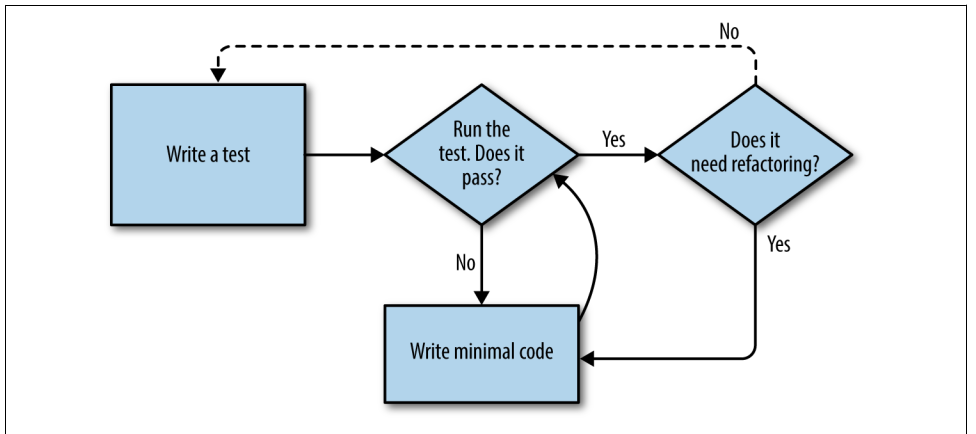 No
Write a test
Run the
test. Does it
pass?
Yes
Does it
need refactoring?
No
Yes
Write minimal code